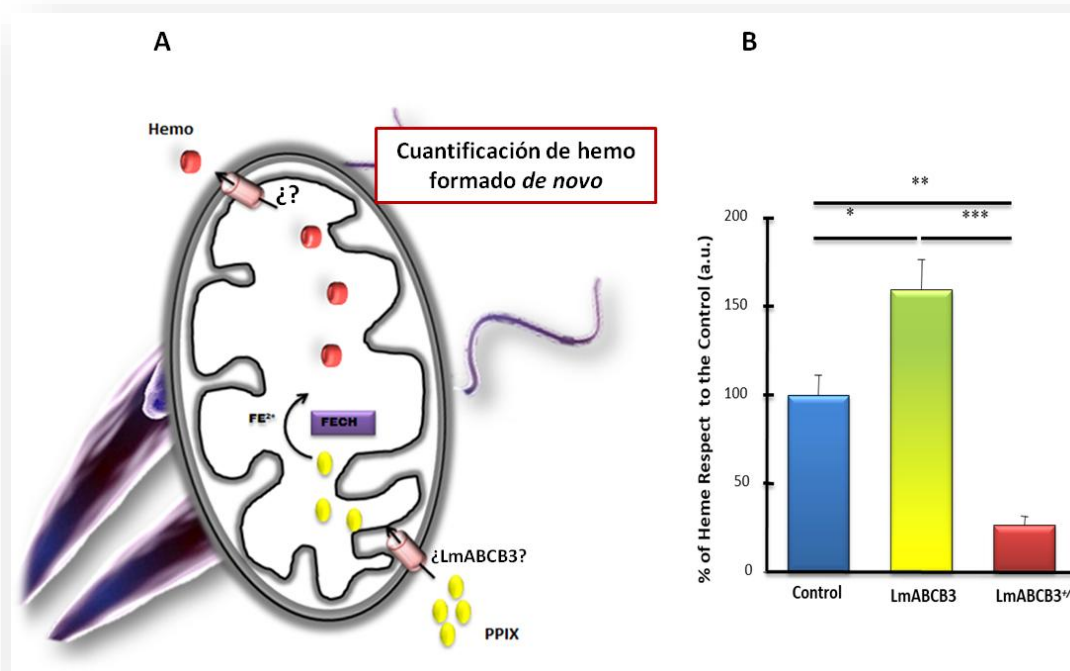 A
B
Hemo
Cuantificación de hemo
formado de novo
¿?
FE²⁺
FECH
¿LmABCB3?
PPIX
% of Heme Respect to the Control (a.u.)
**
*
***
200
150
100
50
0
Control
LmABCB3
LmABCB3⁺/